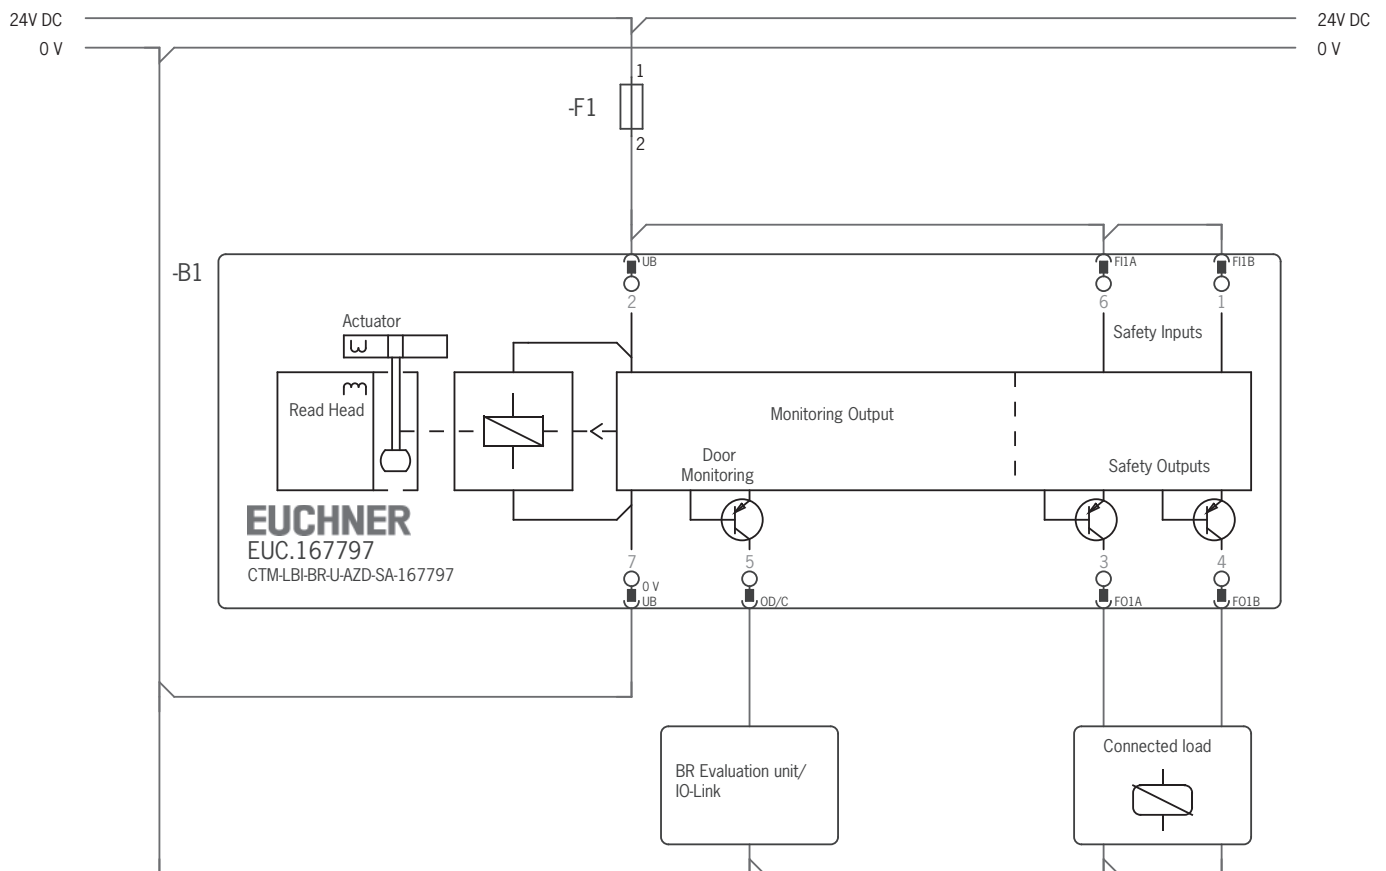 24V DC
24V DC
0 V
0 V
1
-F1
2
-B1
UB
FI1A
FI1B
2
6
1
Actuator
Safety Inputs
Read Head
Monitoring Output
Door
Monitoring
Safety Outputs
EUCHNER
EUC.167797
CTM-LBI-BR-U-AZD-SA-167797
7
5
3
4
0 V
UB
OD/C
FO1A
FO1B
Connected load
BR Evaluation unit/
IO-Link